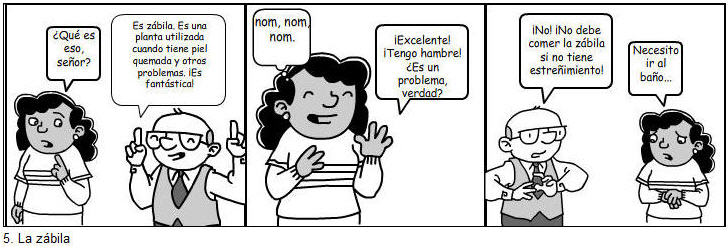 ¿Qué es
eso,
señor?
Es zábila. Es una
planta utilizada
cuando tiene piel
quemada y otros
problemas. ¡Es
fantástica!
nom, nom,
nom.
¡Excelente!
¡Tengo hambre!
¿Es un
problema,
verdad?
¡No! ¡No debe
comer la zábila
si no tiene
estreñimiento!
Necesito
ir al
baño...
5. La zábila